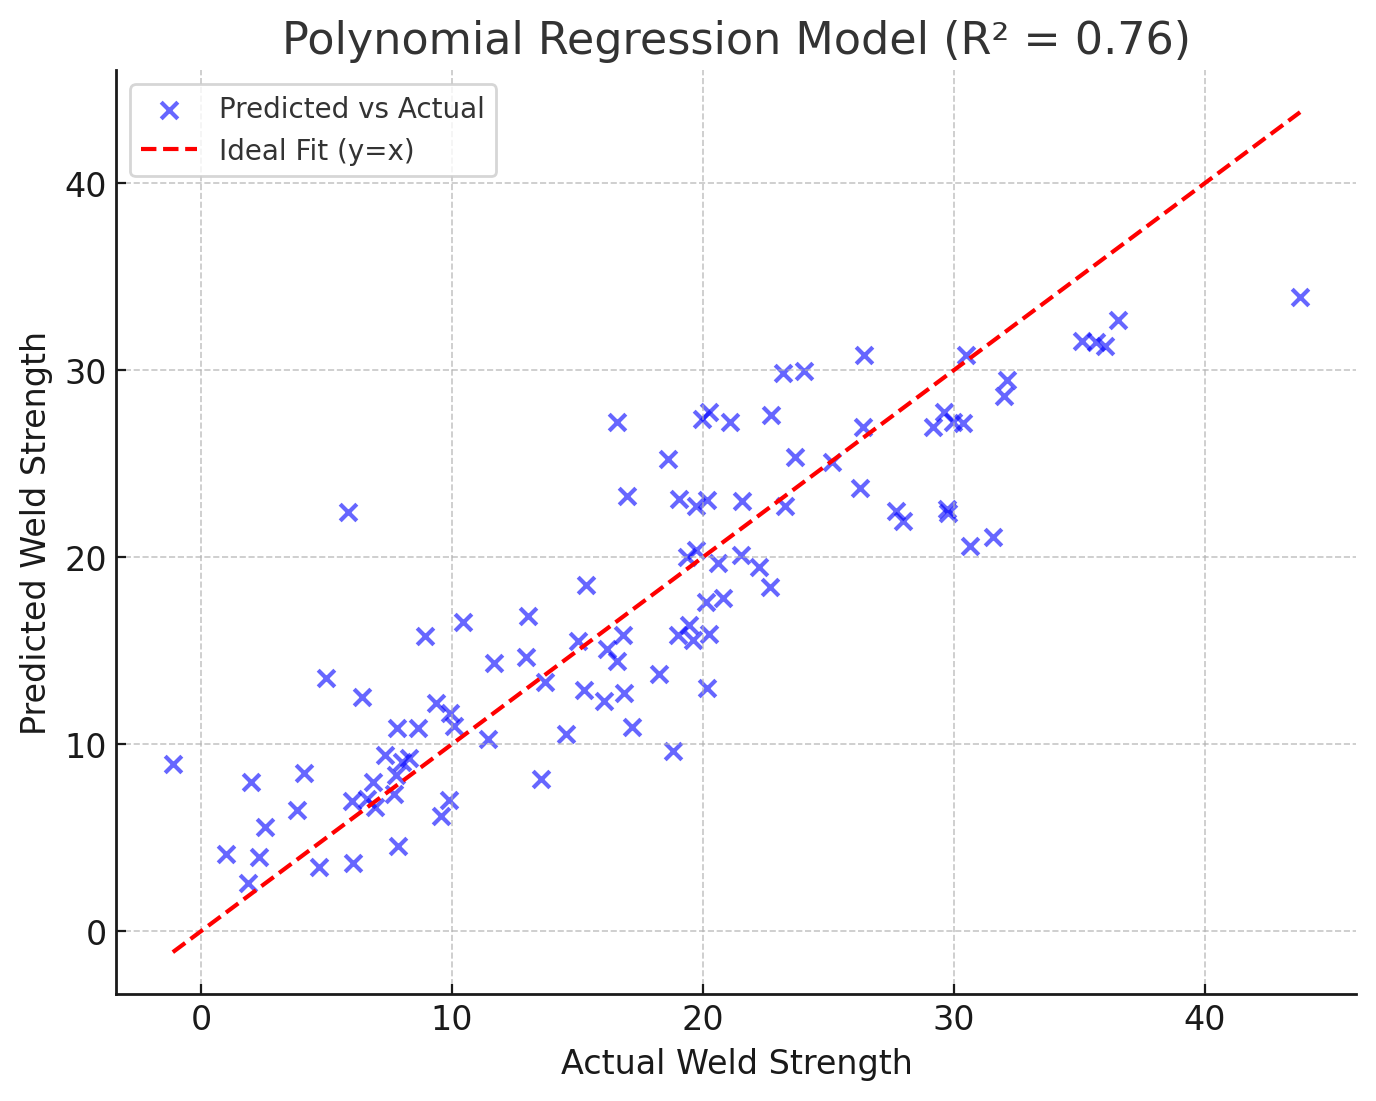 Polynomial Regression Model (R² = 0.76)
Predicted vs Actual
Ideal Fit (y=x)
Predicted Weld Strength
40
30
20
10
0
0 10 20 30 40
Actual Weld Strength